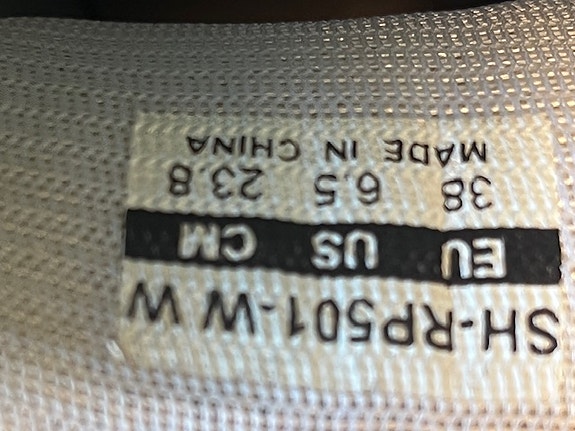 SH-RP501-W W
EU US CM
38 6.5 23.8
MADE IN CHINA